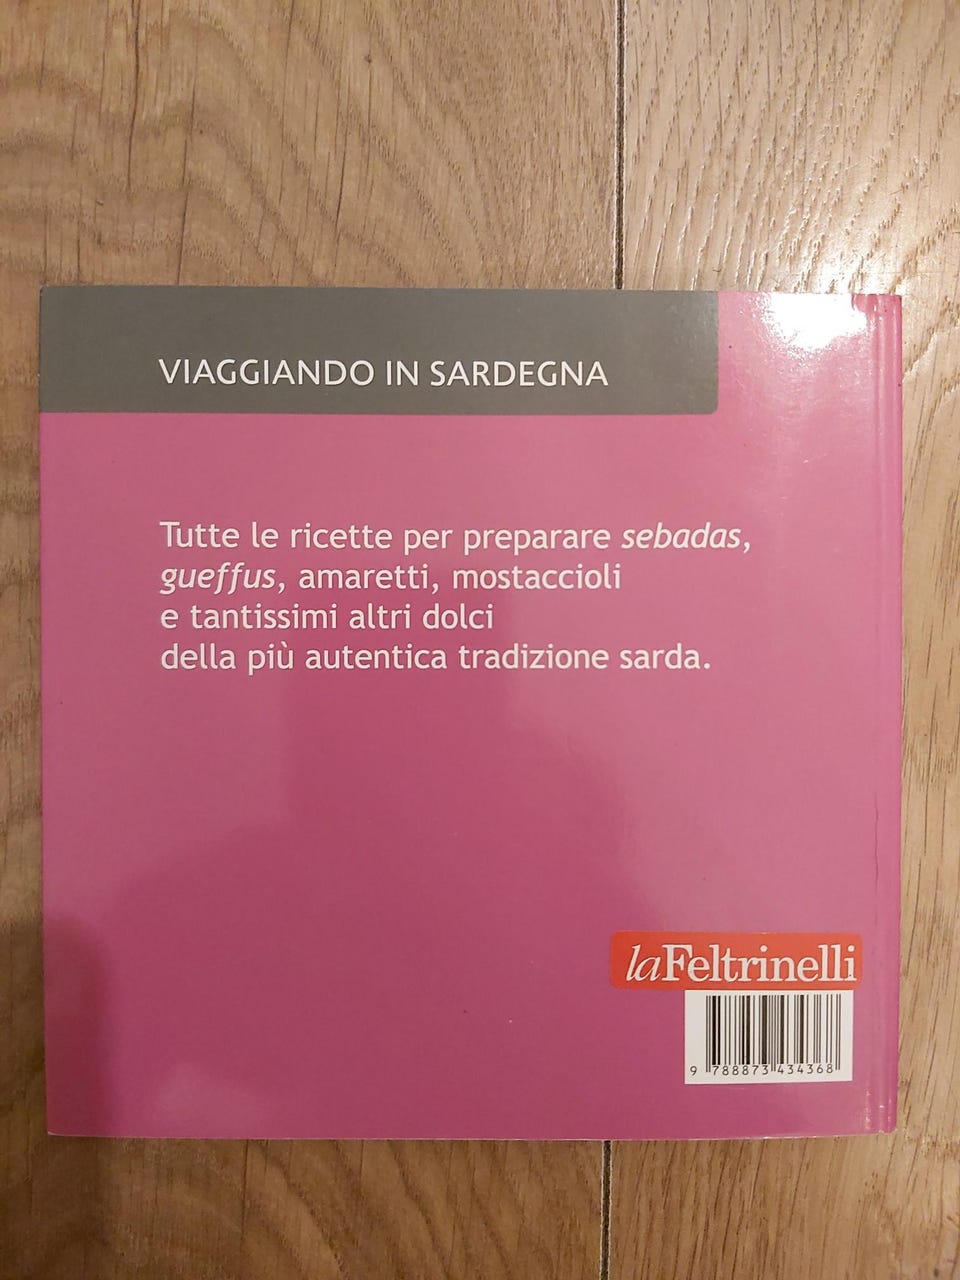 VIAGGIANDO IN SARDEGNA
Tutte le ricette per preparare sebadas,
gueffus, amaretti, mostaccioli
e tantissimi altri dolci
della più autentica tradizione sarda.
laFeltrinelli
9 788873 434368